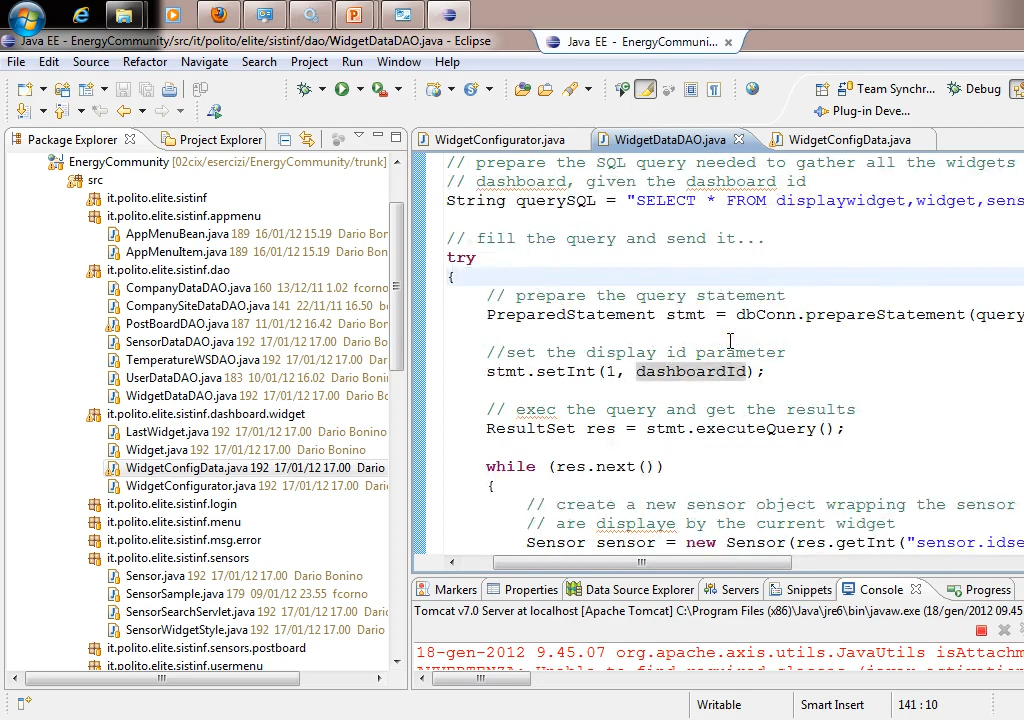 Java EE - EnergyCommunity/src/it/polito/elite/sistinf/dao/WidgetDataDAO.java - Eclipse
Java EE - EnergyCommuni...
File Edit Source Refactor Navigate Search Project Run Window Help
Team Synchr...
Debug
Plug-in Deve...
Package Explorer
Project Explorer
WidgetConfigurator.java
WidgetDataDAO.java
WidgetConfigData.java
EnergyCommunity [02cix/esercizi/EnergyCommunity/trunk]
src
it.polito.elite.sistinf
it.polito.elite.sistinf.appmenu
AppMenuBean.java 189 16/01/12 15.19 Dario Bon
AppMenuItem.java 189 16/01/12 15.19 Dario Bon
it.polito.elite.sistinf.dao
CompanyDataDAO.java 160 13/12/11 1.02 fcorno
CompanySiteDataDAO.java 141 22/11/11 16.50 bo
PostBoardDAO.java 187 11/01/12 16.42 Dario Bon
SensorDataDAO.java 192 17/01/12 17.00 Dario Bo
TemperatureWSDAO.java 192 17/01/12 17.00 Dario
UserDataDAO.java 183 10/01/12 16.02 Dario Boni
WidgetDataDAO.java 192 17/01/12 17.00 Dario Bo
it.polito.elite.sistinf.dashboard.widget
LastWidget.java 192 17/01/12 17.00 Dario Bonino
Widget.java 192 17/01/12 17.00 Dario Bonino
WidgetConfigData.java 192 17/01/12 17.00 Dario
WidgetConfigurator.java 192 17/01/12 17.00 Dari
it.polito.elite.sistinf.login
it.polito.elite.sistinf.menu
it.polito.elite.sistinf.msg.error
it.polito.elite.sistinf.sensors
Sensor.java 192 17/01/12 17.00 Dario Bonino
SensorSample.java 179 09/01/12 23.55 fcorno
SensorSearchServlet.java 192 17/01/12 17.00 Dari
SensorWidgetStyle.java 192 17/01/12 17.00 Dario
it.polito.elite.sistinf.sensors.postboard
it.polito.elite.sistinf.usermenu
// prepare the SQL query needed to gather all the widgets
// dashboard, given the dashboard id
String querySQL = "SELECT * FROM displaywidget,widget,sens
// fill the query and send it...
try
{
// prepare the query statement
PreparedStatement stmt = dbConn.prepareStatement(query
//set the display id parameter
stmt.setInt(1, dashboardId);
// exec the query and get the results
ResultSet res = stmt.executeQuery();
while (res.next())
{
// create a new sensor object wrapping the sensor
// are displaye by the current widget
Sensor sensor = new Sensor(res.getInt("sensor.idse
Markers
Properties
Data Source Explorer
Servers
Snippets
Console
Progress
Tomcat v7.0 Server at localhost [Apache Tomcat] C:\Program Files (x86)\Java\jre6\bin\javaw.exe (18/gen/2012 09.45
18-gen-2012 9.45.07 org.apache.axis.utils.JavaUtils isAttachm
AVVERTENZA: Unable to find required classes (javax.activation
Writable
Smart Insert
141 : 10